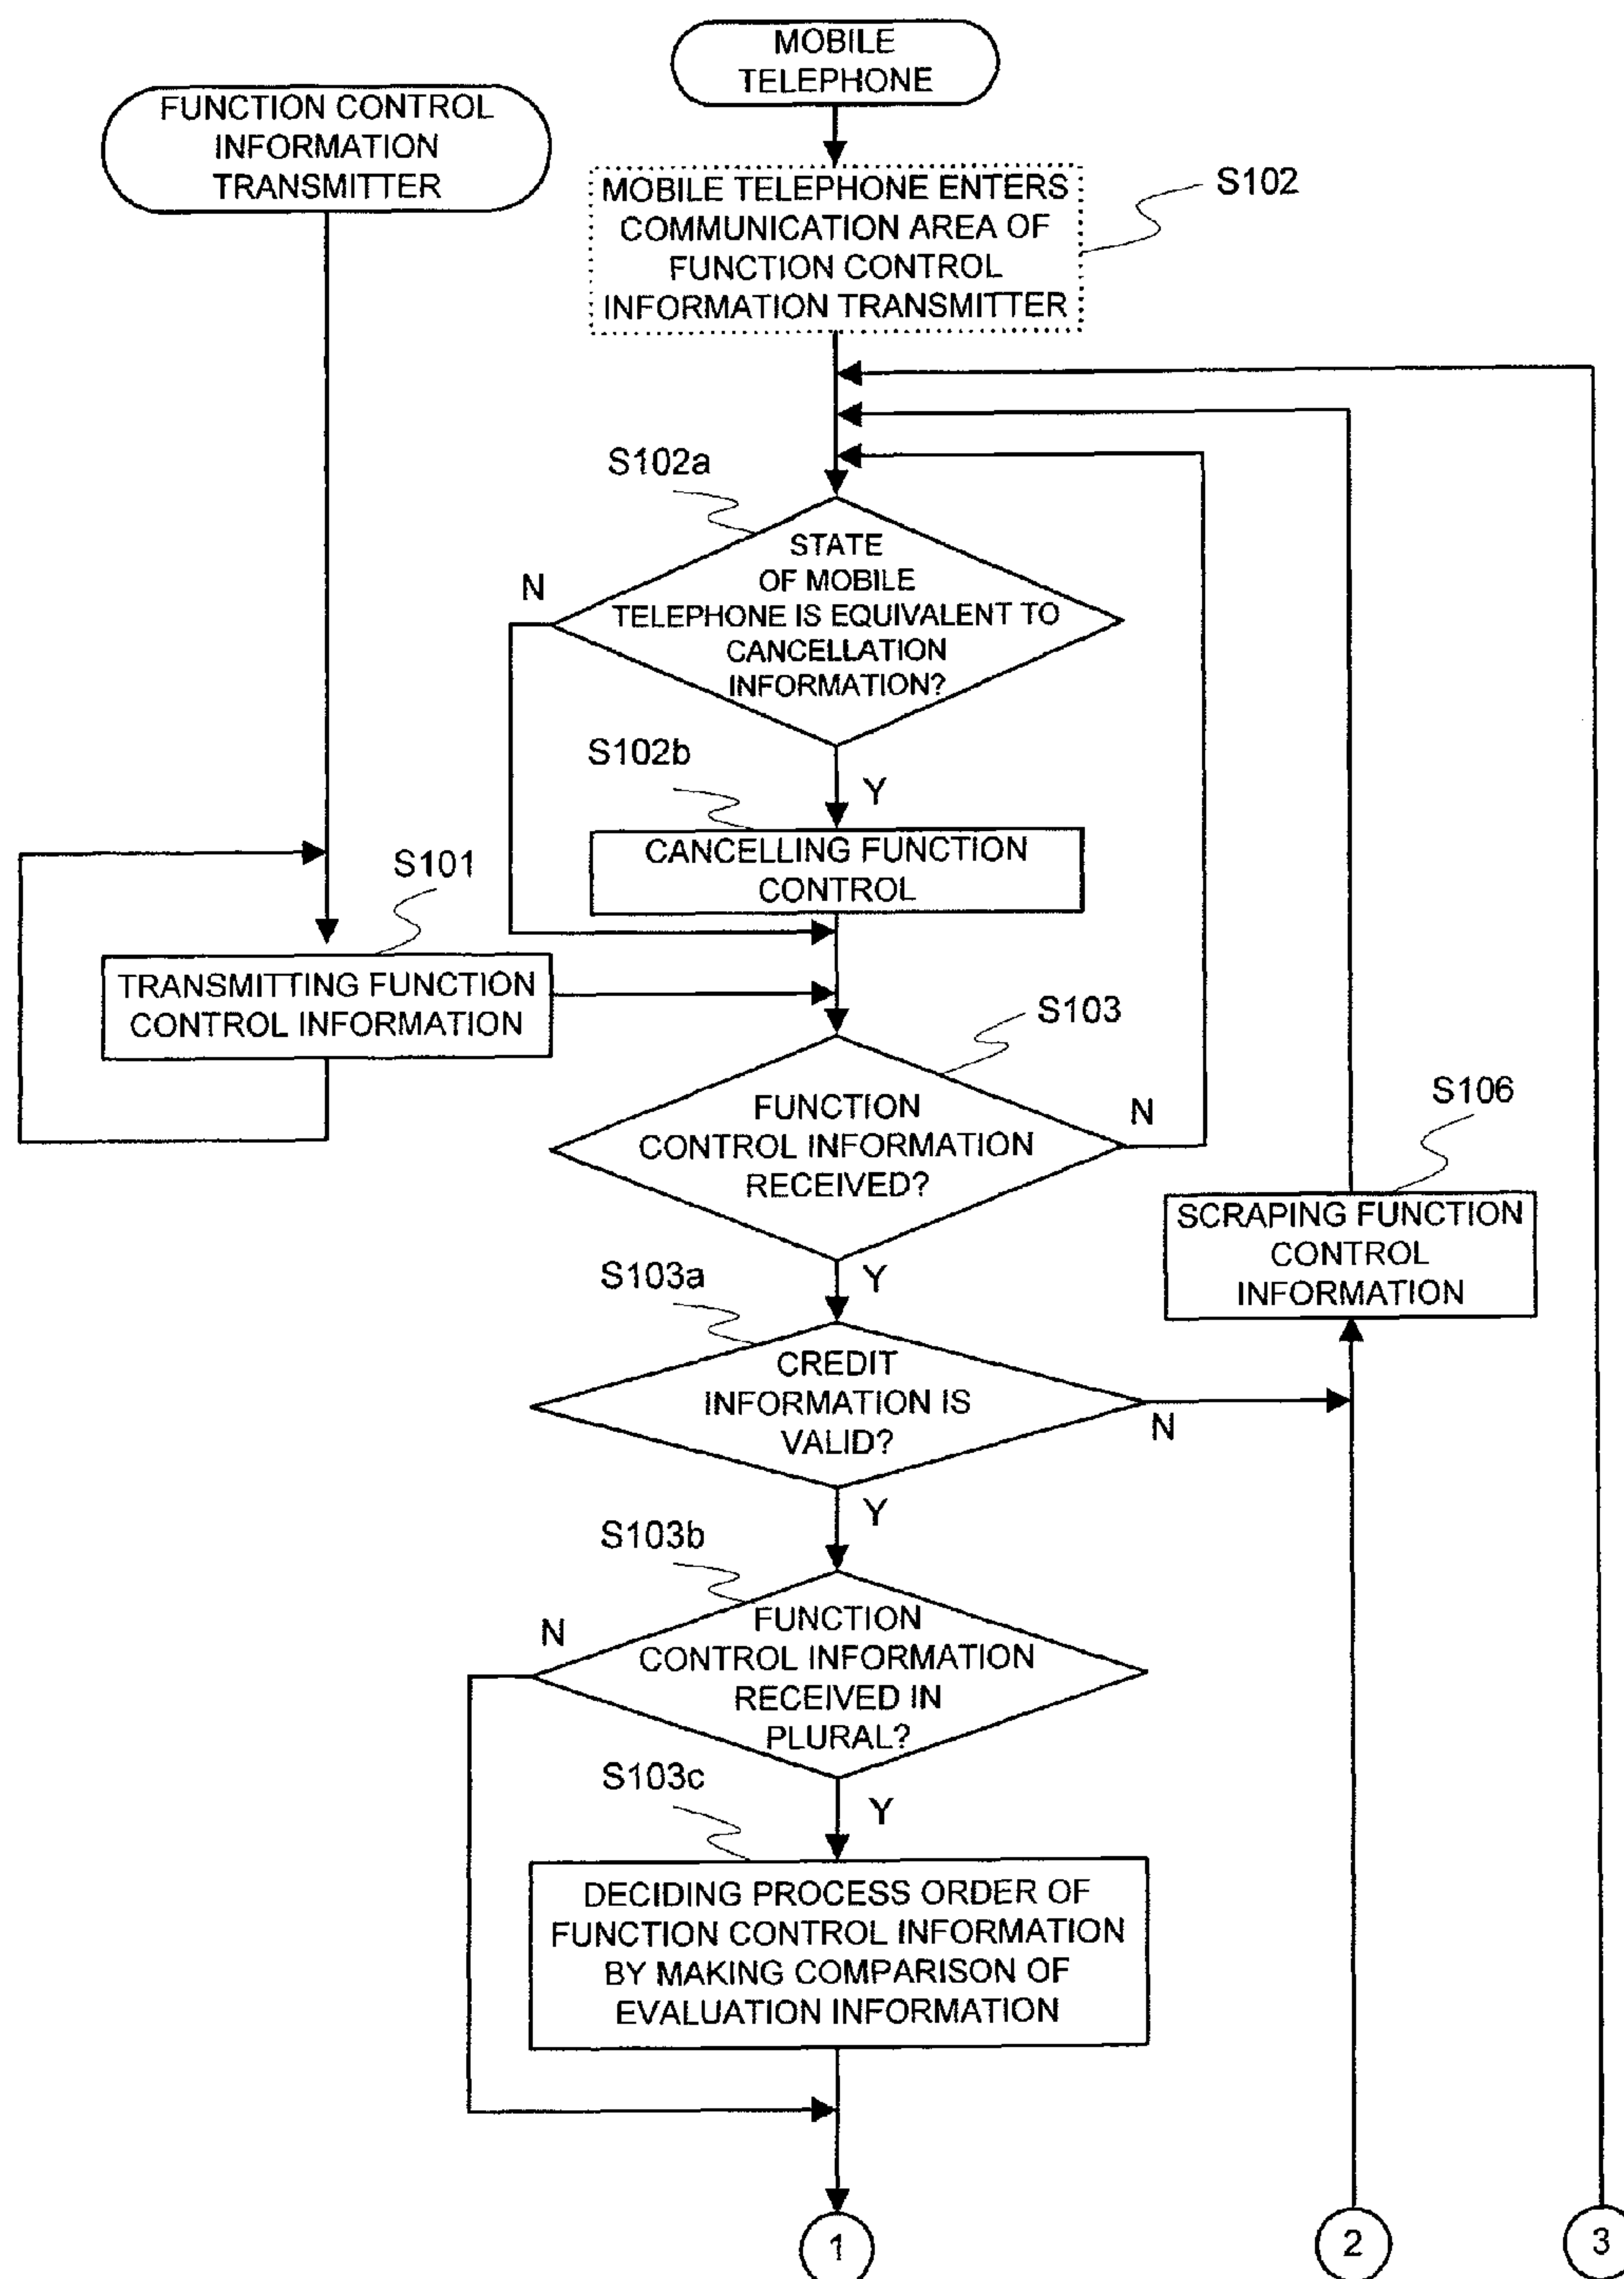 MOBILE
TELEPHONE
FUNCTION CONTROL
INFORMATION
TRANSMITTER
MOBILE TELEPHONE ENTERS
COMMUNICATION AREA OF
FUNCTION CONTROL
INFORMATION TRANSMITTER
S102
S102a
STATE
OF MOBILE
TELEPHONE IS EQUIVALENT TO
CANCELLATION
INFORMATION?
N
Y
S102b
CANCELLING FUNCTION
CONTROL
S101
TRANSMITTING FUNCTION
CONTROL INFORMATION
S103
FUNCTION
CONTROL INFORMATION
RECEIVED?
N
Y
S106
SCRAPING FUNCTION
CONTROL
INFORMATION
S103a
CREDIT
INFORMATION IS
VALID?
N
Y
S103b
FUNCTION
CONTROL INFORMATION
RECEIVED IN
PLURAL?
N
Y
S103c
DECIDING PROCESS ORDER OF
FUNCTION CONTROL INFORMATION
BY MAKING COMPARISON OF
EVALUATION INFORMATION
1
2
3